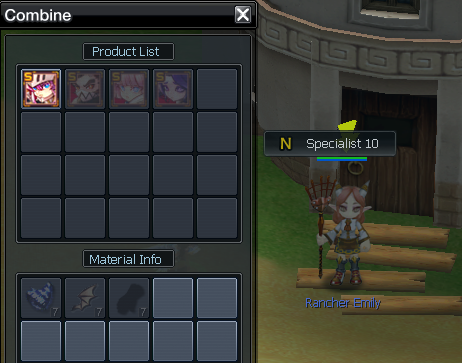 Combine
Product List
S S S S
N Specialist 10
Material Info
7 7 7
Rancher Emily